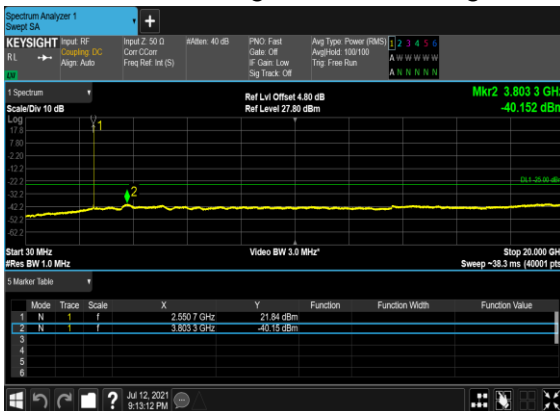 Spectrum Analyzer 1
Swept SA
KEYSIGHT
RL
LV
Input: RF
Coupling: DC
Align: Auto
Input Z: 50 Ω
Corr CCorr
Freq Ref: Int (S)
#Atten: 40 dB
PNO: Fast
Gate: Off
IF Gain: Low
Sig Track: Off
Avg Type: Power (RMS)
Avg|Hold: 100/100
Trig: Free Run
1 2 3 4 5 6
A W W W W W
A N N N N N
1 Spectrum
Scale/Div 10 dB
Ref Lvl Offset 4.80 dB
Ref Level 27.80 dBm
Mkr2 3.803 3 GHz
-40.152 dBm
Log
17.8
7.80
-2.20
-12.2
-22.2
-32.2
-42.2
-52.2
-62.2
1
2
DL1 -25.00 dBm
Start 30 MHz
#Res BW 1.0 MHz
Video BW 3.0 MHz*
Stop 20.000 GHz
Sweep ~38.3 ms (40001 pts)
5 Marker Table
Mode Trace Scale X Y Function Function Width Function Value
1 N 1 f 2.550 7 GHz 21.84 dBm
2 N 1 f 3.803 3 GHz -40.15 dBm
3
4
5
6
?
Jul 12, 2021
9:13:12 PM